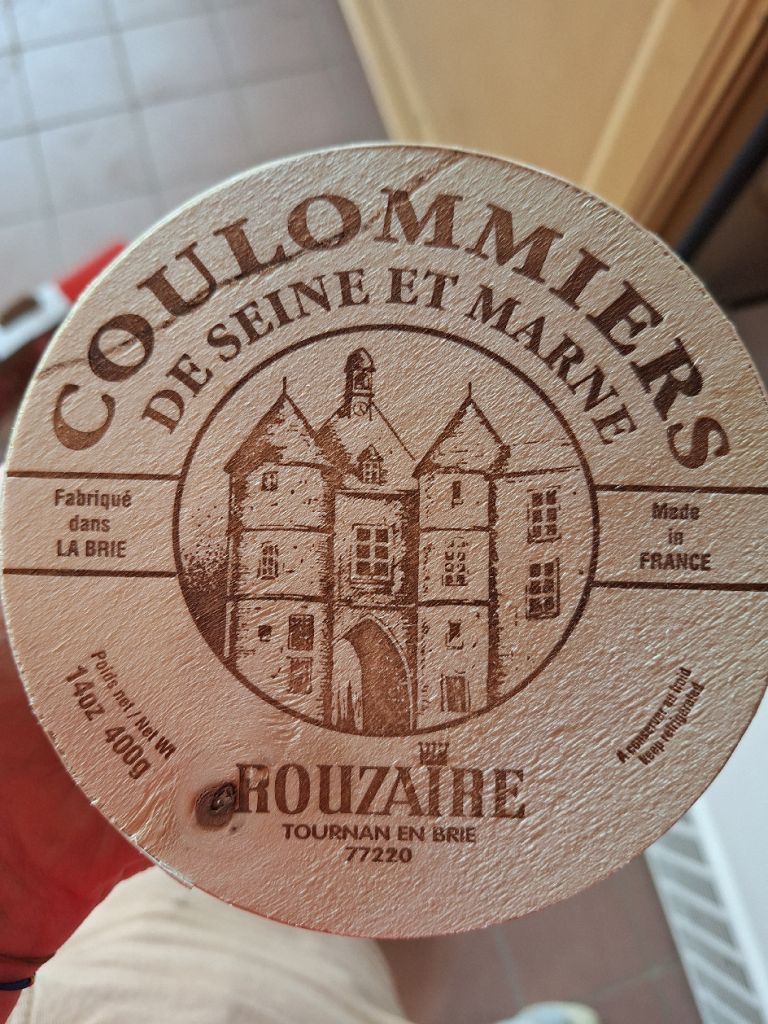 COULOMMIERS
DE SEINE ET MARNE
Fabriqué
dans
LA BRIE
Made
in
FRANCE
Poids net / Net Wt
14oz 400g
A conserver au froid
keep refrigerated
ROUZAIRE
TOURNAN EN BRIE
77220